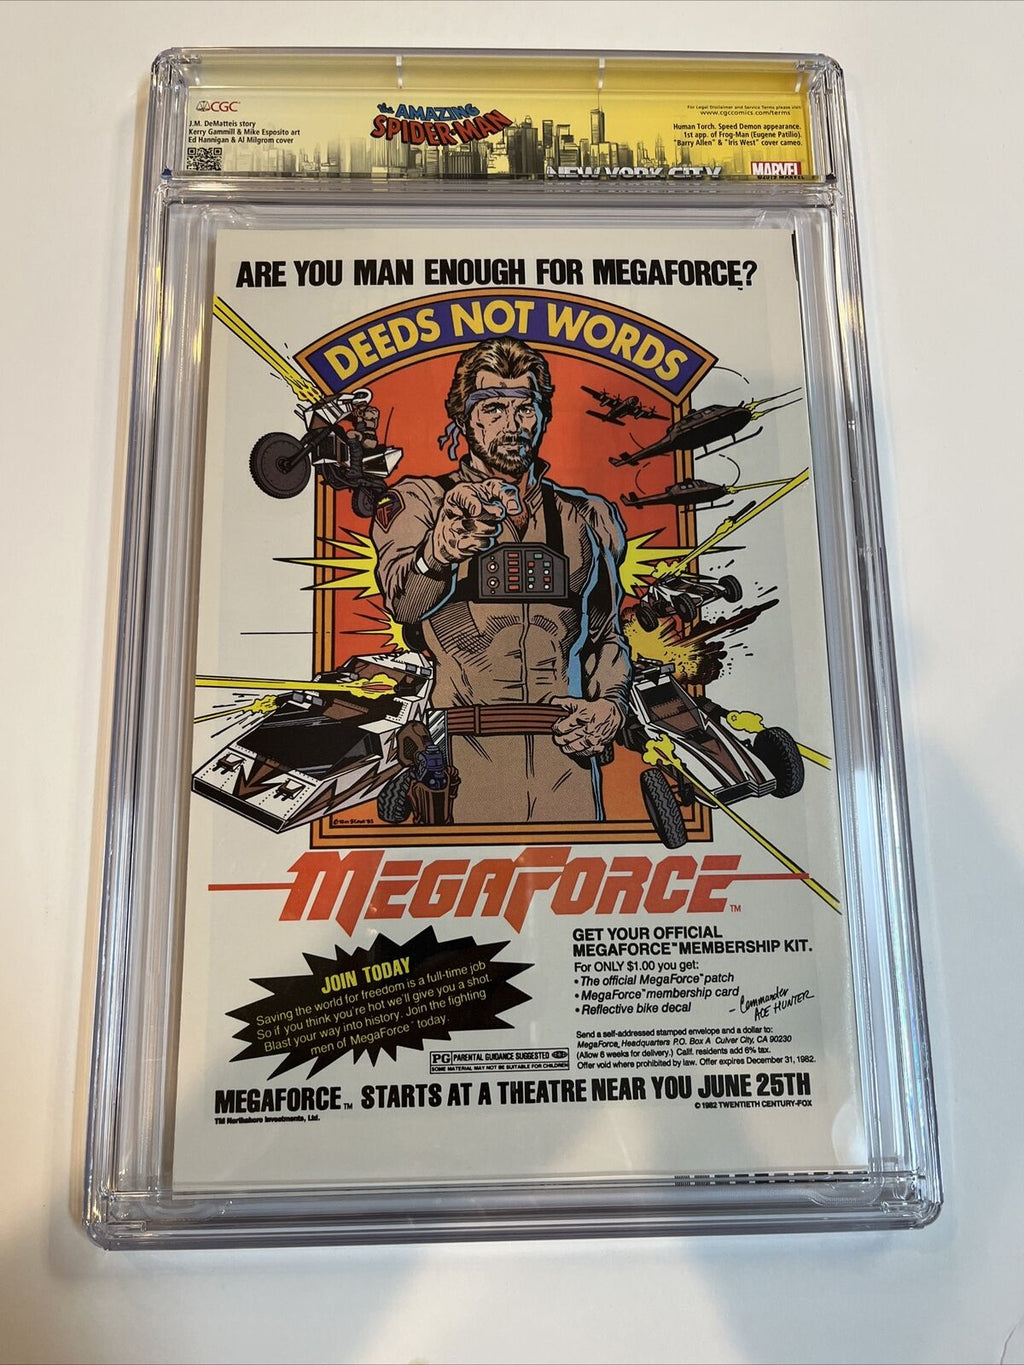 CGC
J.M. DeMatteis story
Kerry Gammill & Mike Esposito art
Ed Hannigan & Al Milgrom cover
the AMAZING
SPIDER-MAN
For Legal Disclaimer and Service Terms please visit
www.cgccomics.com/terms
Human Torch. Speed Demon appearance.
1st app. of Frog-Man (Eugene Patilio).
"Barry Allen" & "Iris West" cover cameo.
NEW YORK CITY
MARVEL
ARE YOU MAN ENOUGH FOR MEGAFORCE?
DEEDS NOT WORDS
MEGAFORCE™
JOIN TODAY
Saving the world for freedom is a full-time job
So if you think you're hot we'll give you a shot.
Blast your way into history. Join the fighting
men of MegaForce™ today.
GET YOUR OFFICIAL
MEGAFORCE™ MEMBERSHIP KIT.
For ONLY $1.00 you get:
• The official MegaForce™ patch
• MegaForce™ membership card
• Reflective bike decal
- Commander
ACE HUNTER
Send a self-addressed stamped envelope and a dollar to:
MegaForce, Headquarters P.O. Box A Culver City, CA 90230
(Allow 6 weeks for delivery.) Calif. residents add 6% tax.
Offer void where prohibited by law. Offer expires December 31, 1982.
PG PARENTAL GUIDANCE SUGGESTED
SOME MATERIAL MAY NOT BE SUITABLE FOR CHILDREN
MEGAFORCE™ STARTS AT A THEATRE NEAR YOU JUNE 25TH
TM Northshore Investments, Ltd.
© 1982 TWENTIETH CENTURY-FOX